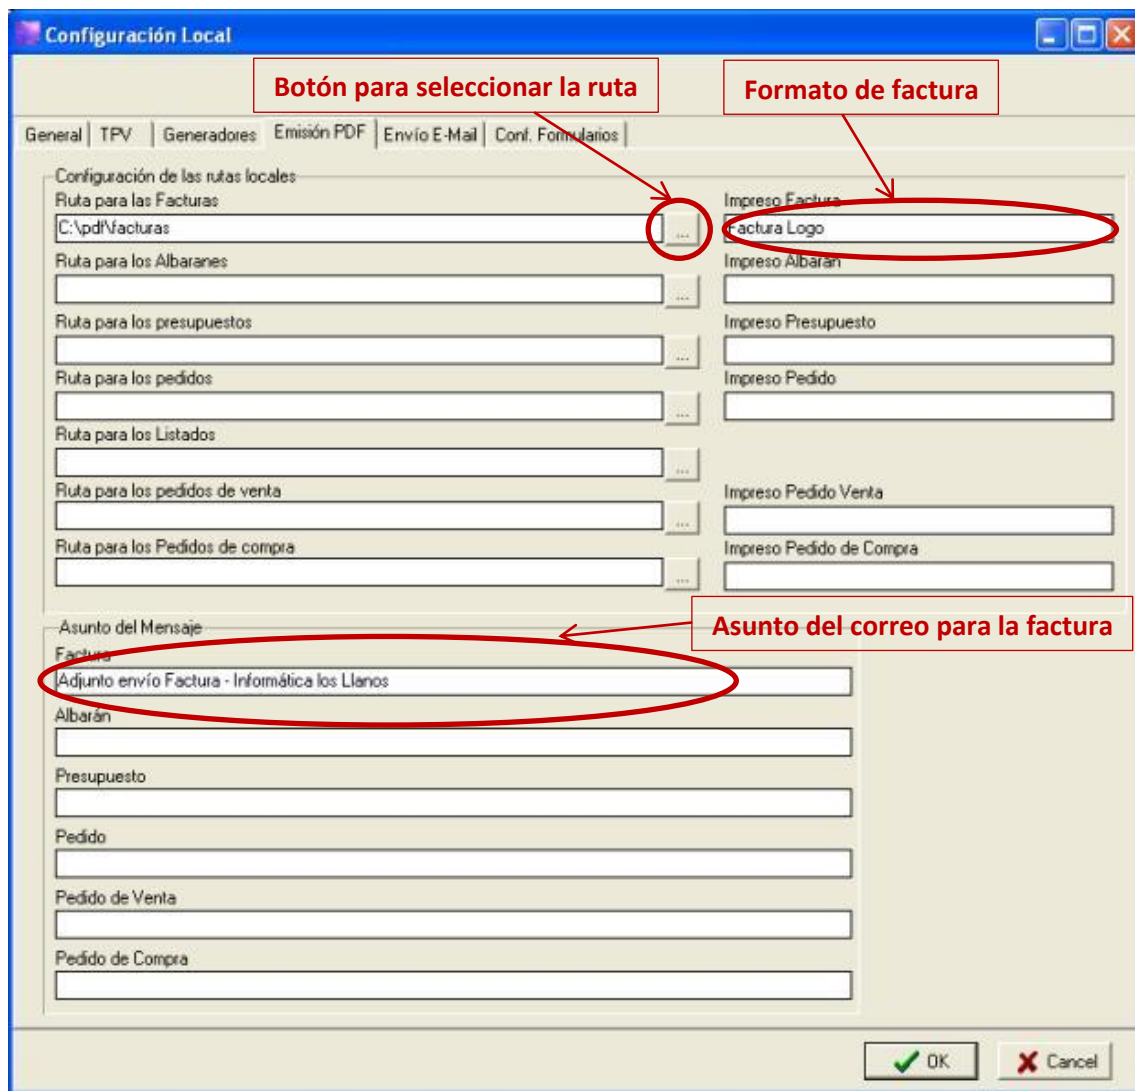 Configuración Local
Botón para seleccionar la ruta
Formato de factura
General TPV Generadores Emisión PDF Envío E-Mail Conf. Formularios
Configuración de las rutas locales
Ruta para las Facturas Impreso Factura
C:\pdf\facturas ... Factura Logo
Ruta para los Albaranes Impreso Albarán
...
Ruta para los presupuestos Impreso Presupuesto
...
Ruta para los pedidos Impreso Pedido
...
Ruta para los Listados
...
Ruta para los pedidos de venta Impreso Pedido Venta
...
Ruta para los Pedidos de compra Impreso Pedido de Compra
...
Asunto del Mensaje
Asunto del correo para la factura
Factura
Adjunto envío Factura - Informática los Llanos
Albarán
Presupuesto
Pedido
Pedido de Venta
Pedido de Compra
OK Cancel